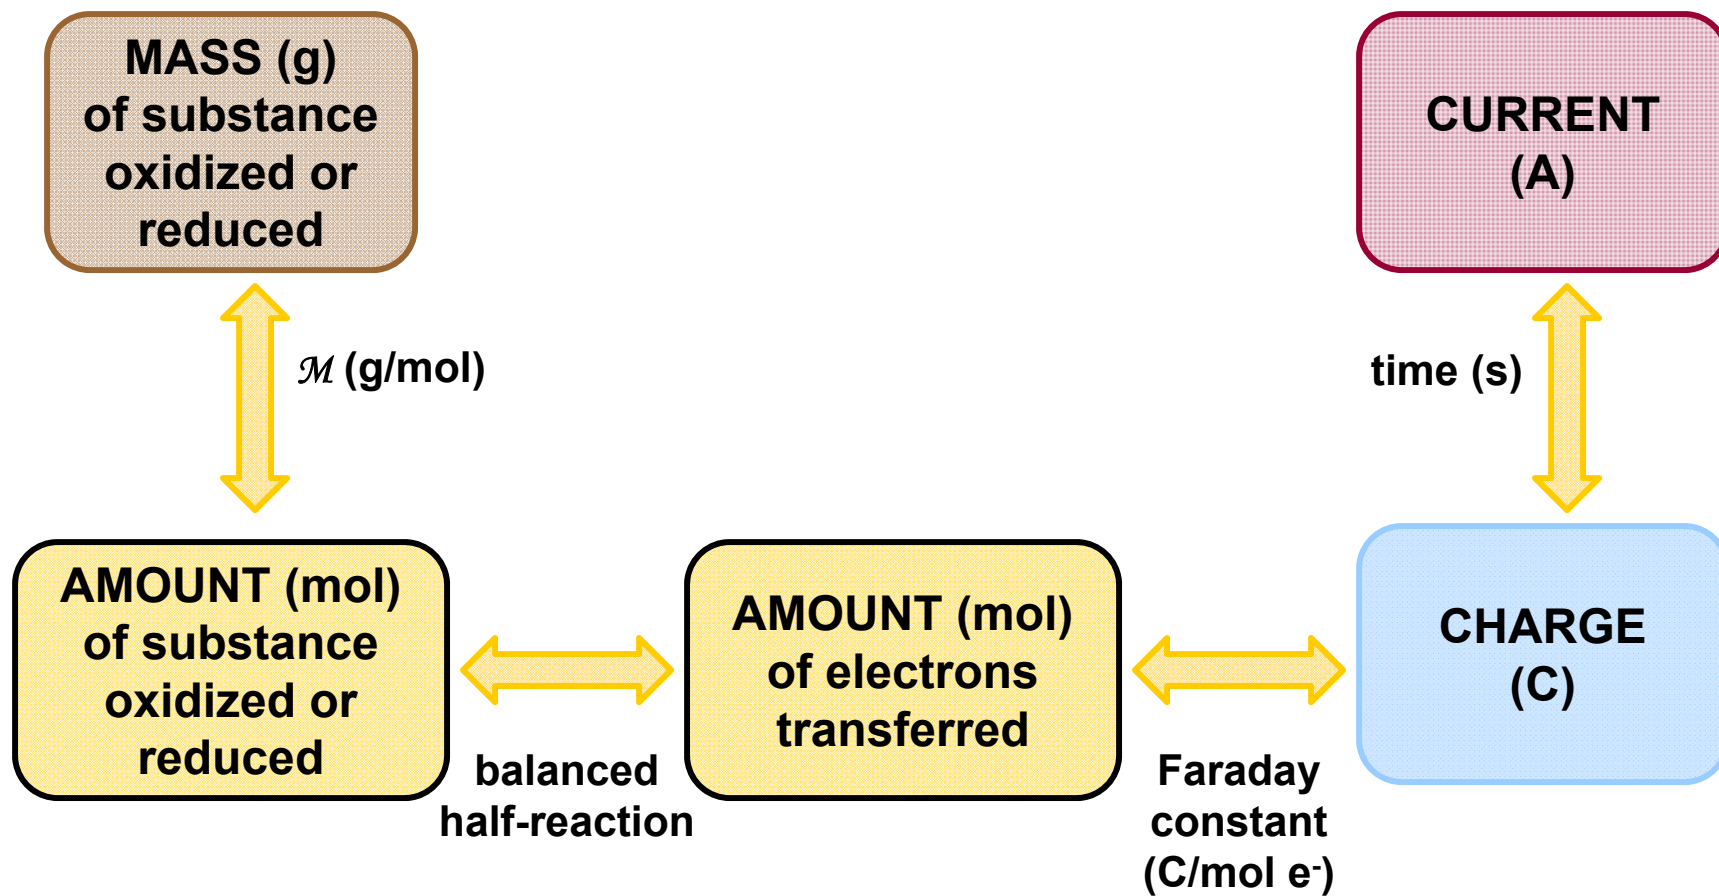 MASS (g)
of substance
oxidized or
reduced
CURRENT
(A)
ℳ (g/mol)
time (s)
AMOUNT (mol)
of substance
oxidized or
reduced
balanced
half-reaction
AMOUNT (mol)
of electrons
transferred
Faraday
constant
(C/mol e⁻)
CHARGE
(C)